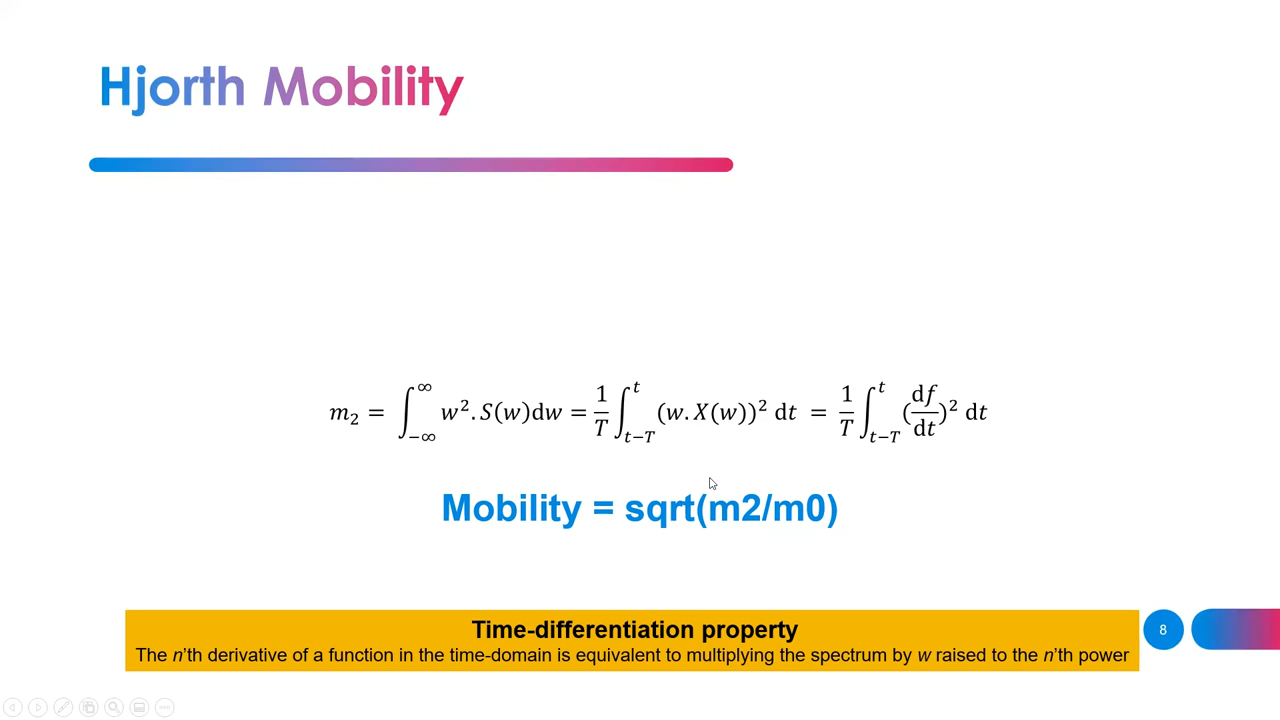 Hjorth Mobility
m₂ = ∫_{−∞}^{∞} w².S(w)dw = 1/T ∫_{t−T}^{t} (w.X(w))² dt = 1/T ∫_{t−T}^{t} (df/dt)² dt
Mobility = sqrt(m2/m0)
Time-differentiation property
The n’th derivative of a function in the time-domain is equivalent to multiplying the spectrum by w raised to the n’th power
8